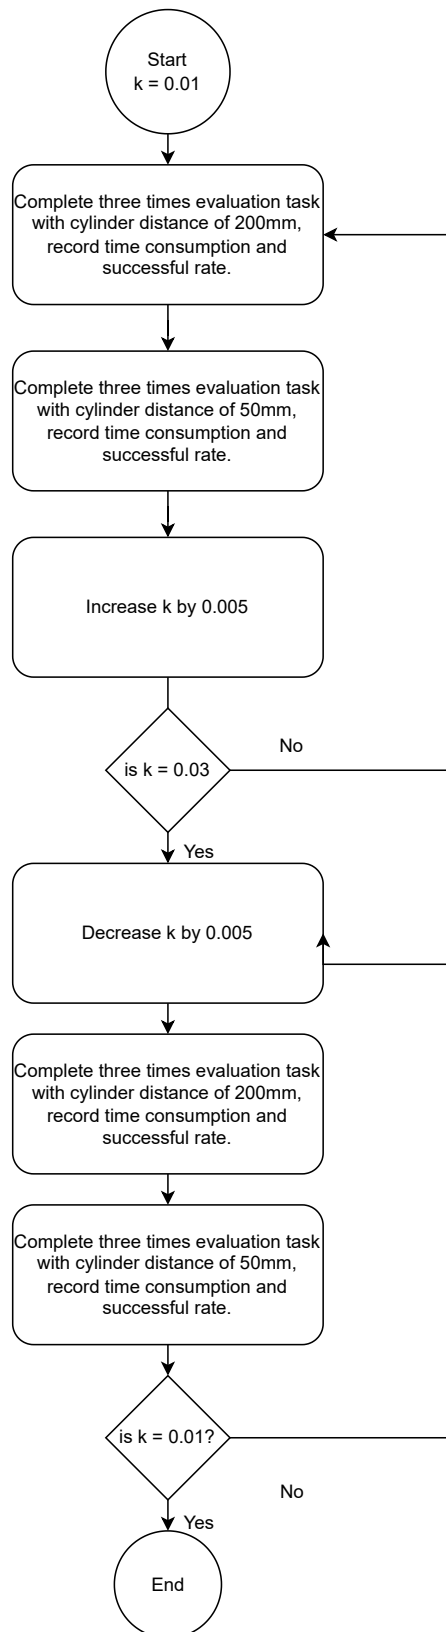 Start
k = 0.01
Complete three times evaluation task
with cylinder distance of 200mm,
record time consumption and
successful rate.
Complete three times evaluation task
with cylinder distance of 50mm,
record time consumption and
successful rate.
Increase k by 0.005
is k = 0.03
No
Yes
Decrease k by 0.005
Complete three times evaluation task
with cylinder distance of 200mm,
record time consumption and
successful rate.
Complete three times evaluation task
with cylinder distance of 50mm,
record time consumption and
successful rate.
is k = 0.01?
No
Yes
End